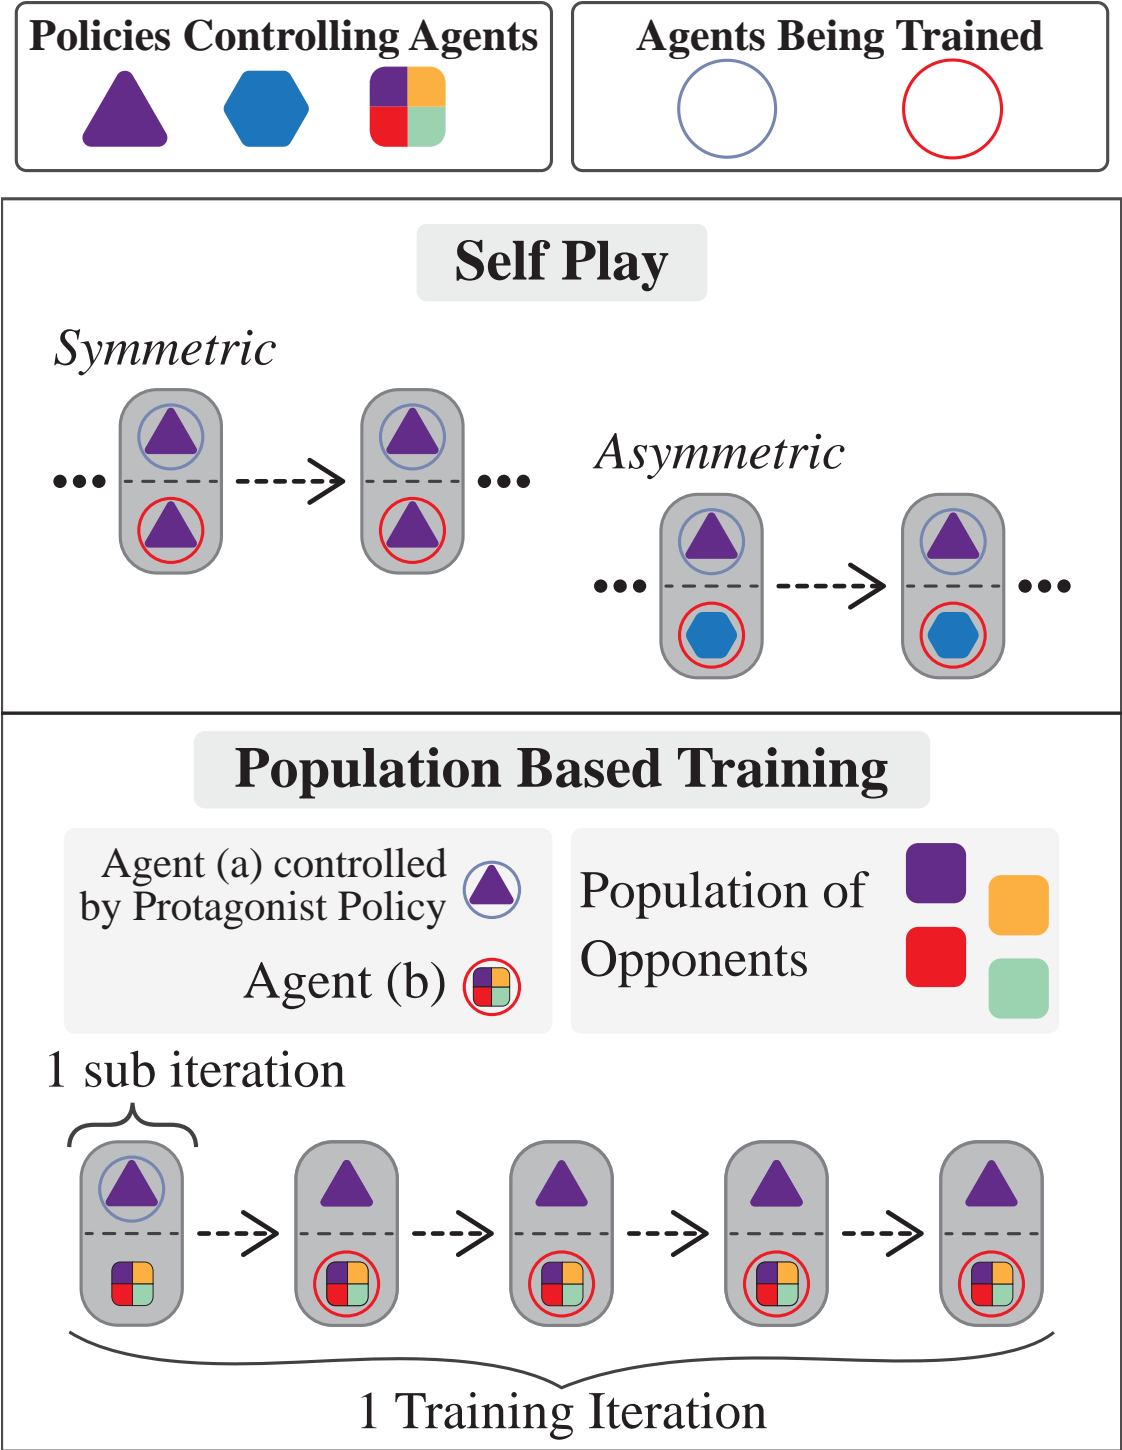 Policies Controlling Agents
Agents Being Trained
Self Play
Symmetric
Asymmetric
Population Based Training
Agent (a) controlled
by Protagonist Policy
Agent (b)
Population of
Opponents
1 sub iteration
1 Training Iteration